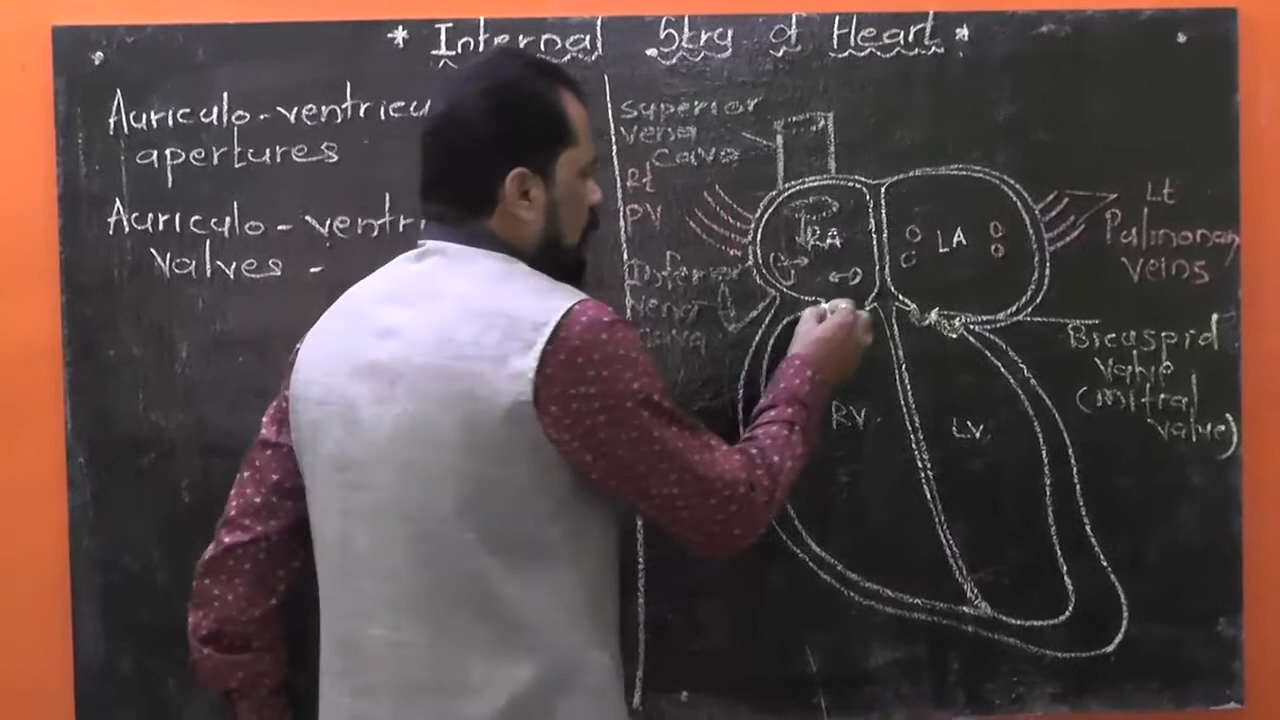 * Internal Strg of Heart *
Auriculo-ventricu
apertures
Auriculo - ventri
Valves -
superior
vena
cava
Rt
PV
Inferior
vena
cava
RA
LA
RV.
LV.
Lt
Pulmonary
veins
Bicuspid
valve
(mitral
valve)